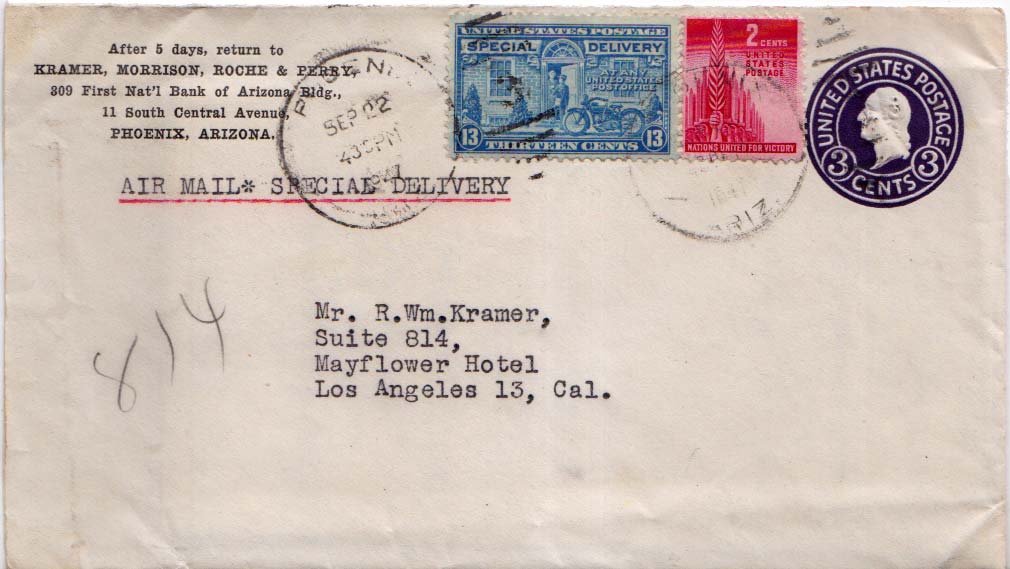 After 5 days, return to
KRAMER, MORRISON, ROCHE & PERRY,
309 First Nat'l Bank of Arizona Bldg.,
11 South Central Avenue,
PHOENIX, ARIZONA.
AIR MAIL* SPECIAL DELIVERY
SEP 22
430PM
UNITED STATES POSTAGE
SPECIAL DELIVERY
AT ANY
UNITED STATES
POST OFFICE
13 THIRTEEN CENTS 13
2 CENTS
UNITED
STATES
POSTAGE
NATIONS UNITED FOR VICTORY
ARIZ.
UNITED STATES POSTAGE
3 CENTS 3
814
Mr. R.Wm.Kramer,
Suite 814,
Mayflower Hotel
Los Angeles 13, Cal.